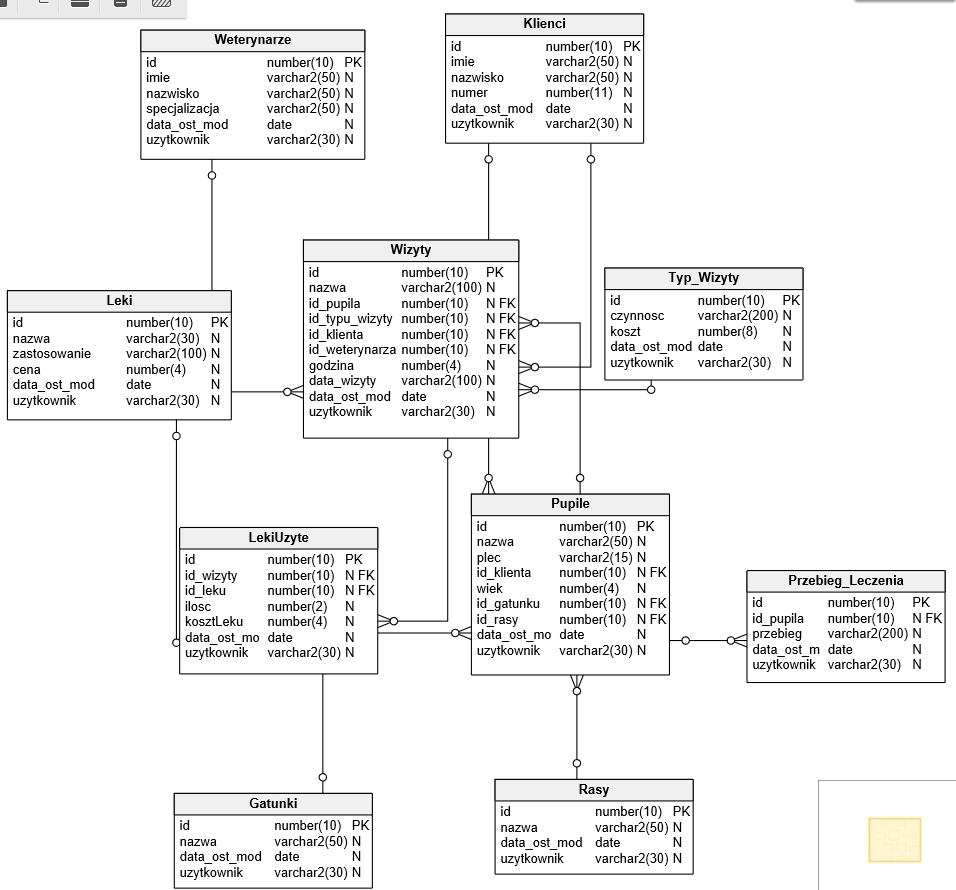 Weterynarze
id number(10) PK
imie varchar2(50) N
nazwisko varchar2(50) N
specjalizacja varchar2(50) N
data_ost_mod date N
uzytkownik varchar2(30) N
Klienci
id number(10) PK
imie varchar2(50) N
nazwisko varchar2(50) N
numer number(11) N
data_ost_mod date N
uzytkownik varchar2(30) N
Wizyty
id number(10) PK
nazwa varchar2(100) N
id_pupila number(10) N FK
id_typu_wizyty number(10) N FK
id_klienta number(10) N FK
id_weterynarza number(10) N FK
godzina number(4) N
data_wizyty varchar2(100) N
data_ost_mod date N
uzytkownik varchar2(30) N
Typ_Wizyty
id number(10) PK
czynnosc varchar2(200) N
koszt number(8) N
data_ost_mod date N
uzytkownik varchar2(30) N
Leki
id number(10) PK
nazwa varchar2(30) N
zastosowanie varchar2(100) N
cena number(4) N
data_ost_mod date N
uzytkownik varchar2(30) N
Pupile
id number(10) PK
nazwa varchar2(50) N
plec varchar2(15) N
id_klienta number(10) N FK
wiek number(4) N
id_gatunku number(10) N FK
id_rasy number(10) N FK
data_ost_mo date N
uzytkownik varchar2(30) N
LekiUzyte
id number(10) PK
id_wizyty number(10) N FK
id_leku number(10) N FK
ilosc number(2) N
kosztLeku number(4) N
data_ost_mo date N
uzytkownik varchar2(30) N
Przebieg_Leczenia
id number(10) PK
id_pupila number(10) N FK
przebieg varchar2(200) N
data_ost_m date N
uzytkownik varchar2(30) N
Gatunki
id number(10) PK
nazwa varchar2(50) N
data_ost_mod date N
uzytkownik varchar2(30) N
Rasy
id number(10) PK
nazwa varchar2(50) N
data_ost_mod date N
uzytkownik varchar2(30) N